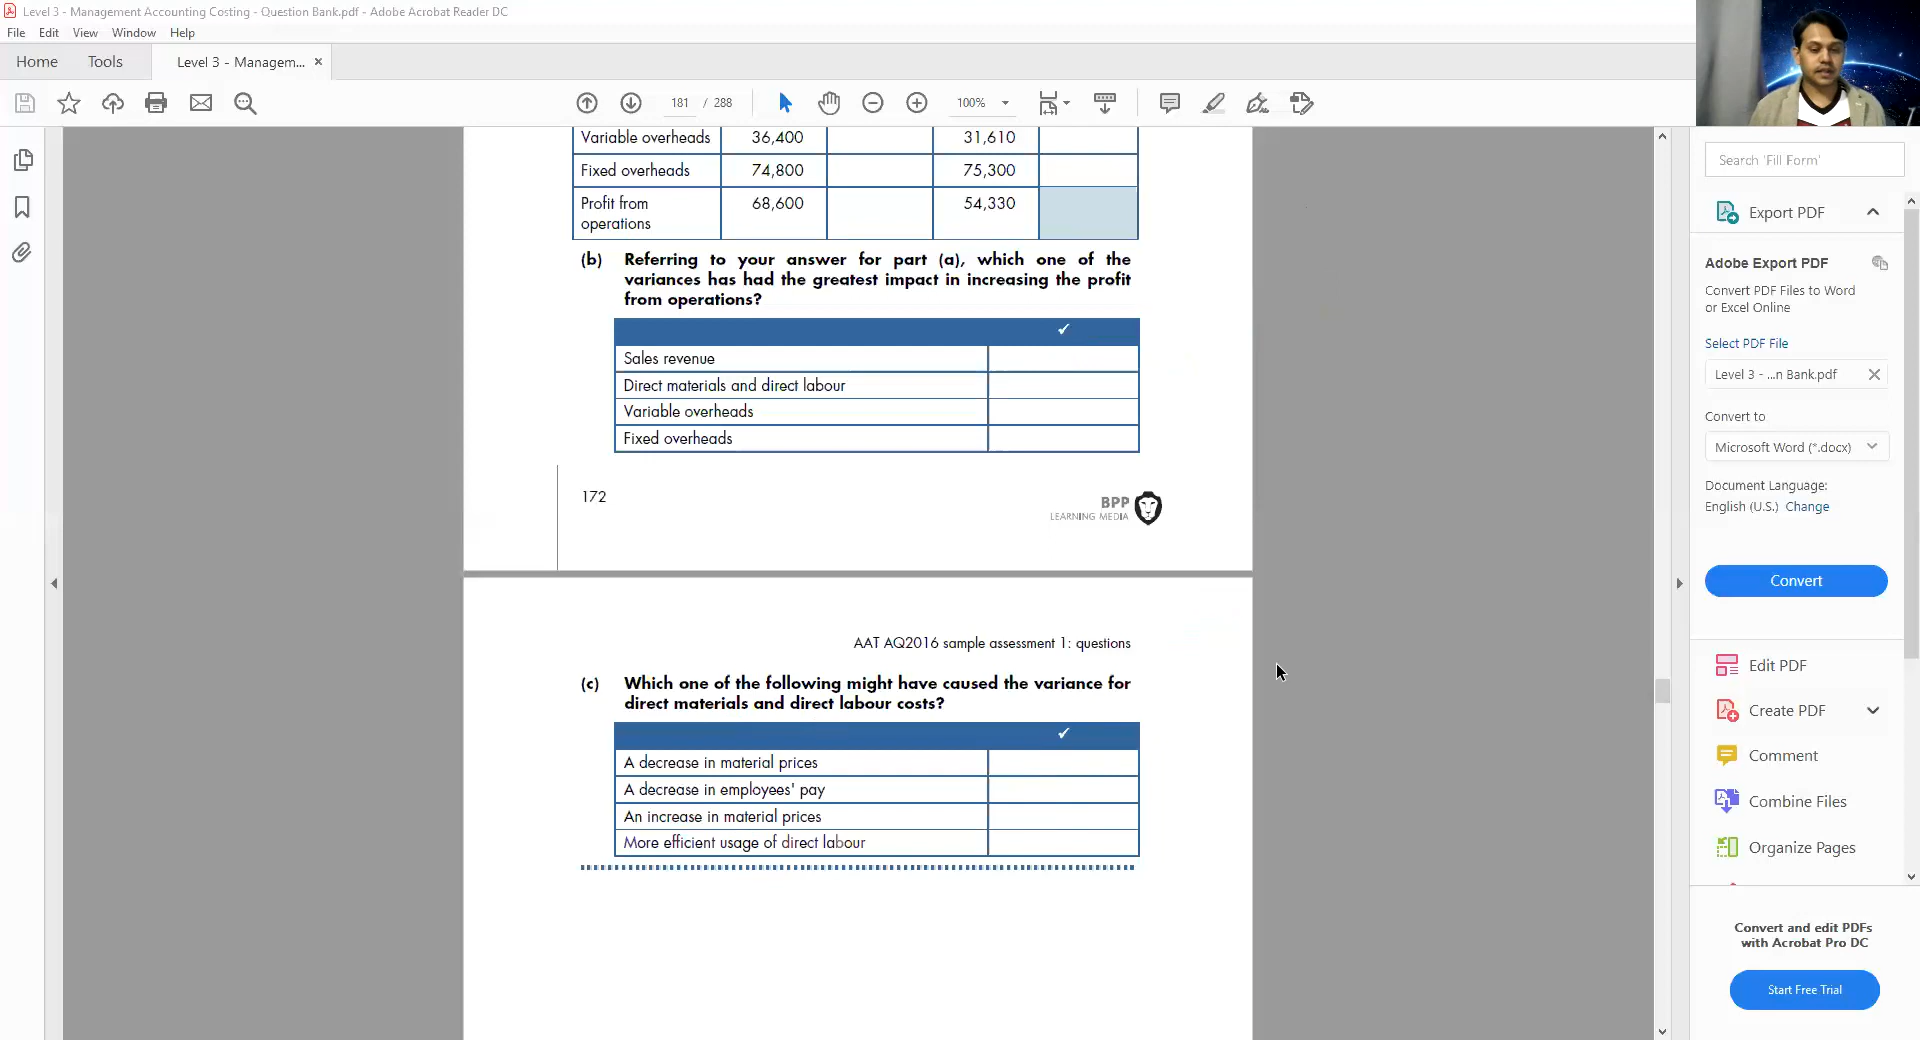 Level 3 - Management Accounting Costing - Question Bank.pdf - Adobe Acrobat Reader DC
File Edit View Window Help
Home Tools Level 3 - Managem... ×
181 / 288 100%
Variable overheads 36,400 31,610
Fixed overheads 74,800 75,300
Profit from
operations 68,600 54,330
(b) Referring to your answer for part (a), which one of the
variances has had the greatest impact in increasing the profit
from operations?
✓
Sales revenue
Direct materials and direct labour
Variable overheads
Fixed overheads
172
BPP
LEARNING MEDIA
AAT AQ2016 sample assessment 1: questions
(c) Which one of the following might have caused the variance for
direct materials and direct labour costs?
✓
A decrease in material prices
A decrease in employees' pay
An increase in material prices
More efficient usage of direct labour
Search 'Fill Form'
Export PDF
Adobe Export PDF
Convert PDF Files to Word
or Excel Online
Select PDF File
Level 3 - ...n Bank.pdf
Convert to
Microsoft Word (*.docx)
Document Language:
English (U.S.) Change
Convert
Edit PDF
Create PDF
Comment
Combine Files
Organize Pages
Convert and edit PDFs
with Acrobat Pro DC
Start Free Trial